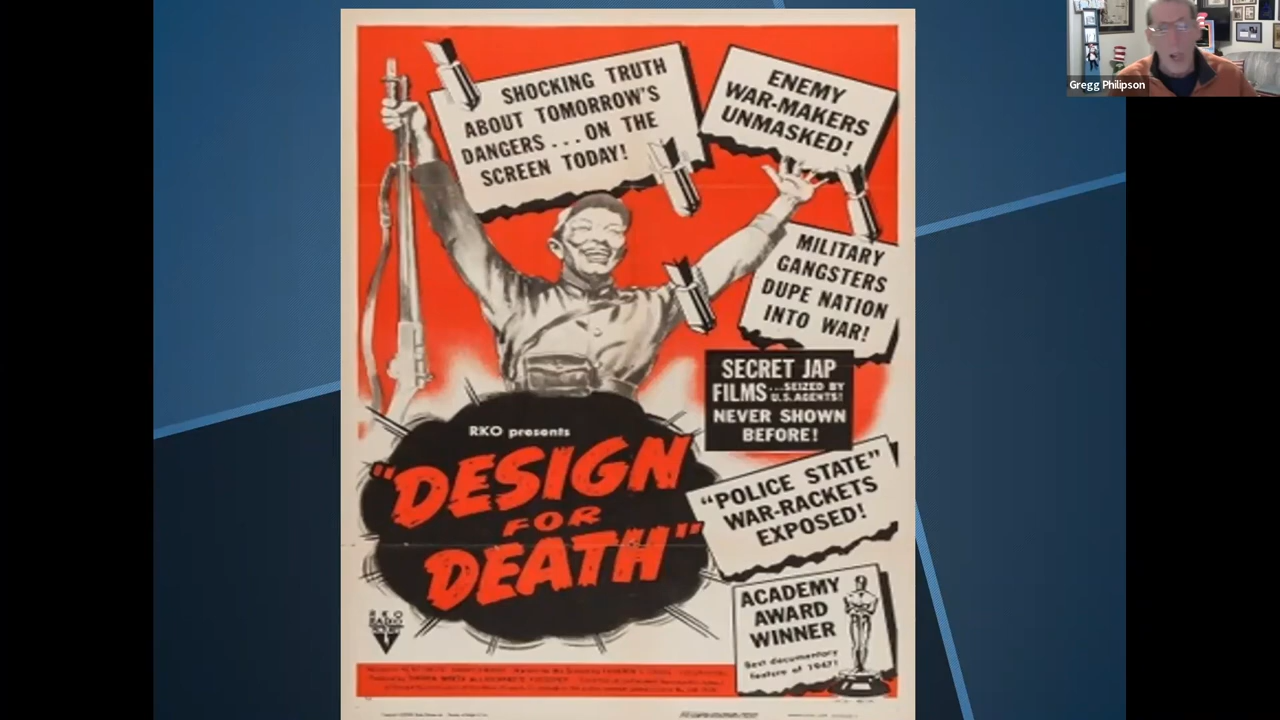 Gregg Philipson
SHOCKING TRUTH
ABOUT TOMORROW'S
DANGERS...ON THE
SCREEN TODAY!
ENEMY
WAR-MAKERS
UNMASKED!
MILITARY
GANGSTERS
DUPE NATION
INTO WAR!
SECRET JAP
FILMS...SEIZED BY
U.S. AGENTS!
NEVER SHOWN
BEFORE!
RKO presents
"DESIGN
FOR
DEATH"
"POLICE STATE"
WAR-RACKETS
EXPOSED!
ACADEMY
AWARD
WINNER
Best documentary
feature of 1947!
RKO
RADIO